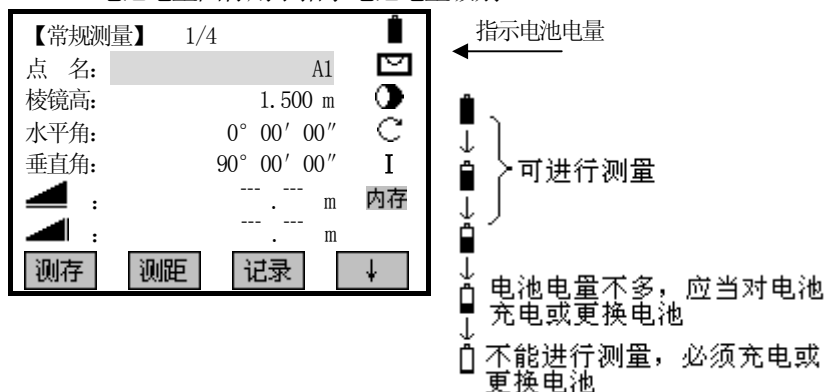 【常规测量】 1/4
点 名: A1
棱镜高: 1.500 m
水平角: 0° 00′ 00″
垂直角: 90° 00′ 00″ I
: --- . --- m 内存
: --- . --- m
测存 测距 记录 ↓
指示电池电量
可进行测量
电池电量不多，应当对电池
充电或更换电池
不能进行测量，必须充电或
更换电池